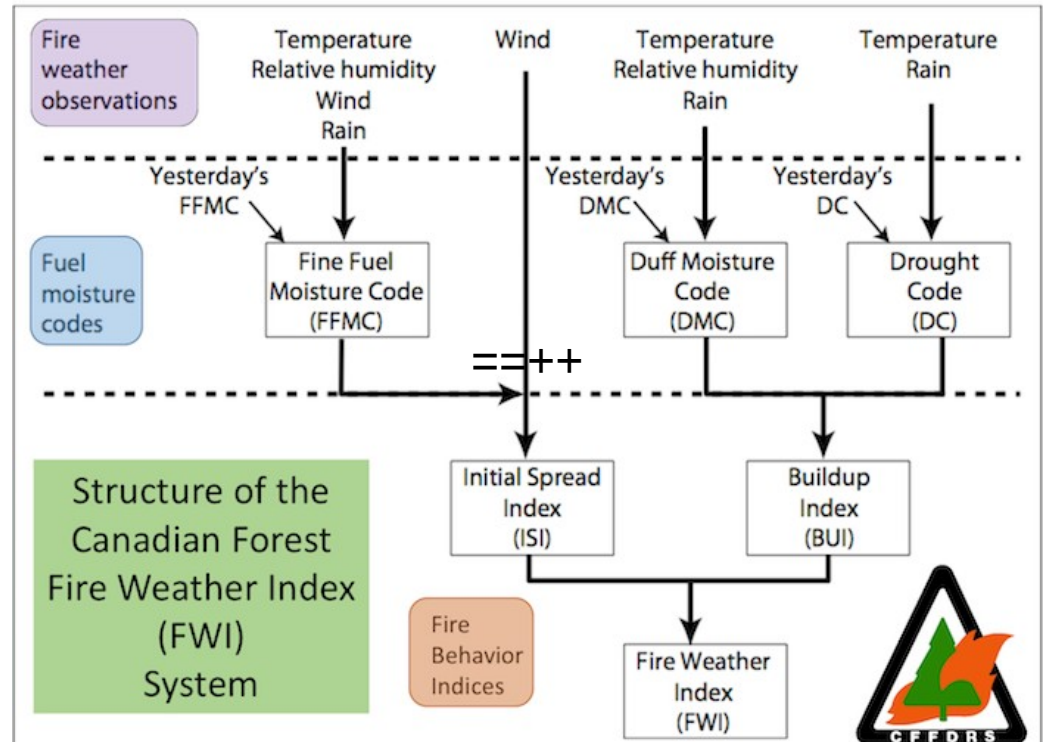 Fire
weather
observations
Temperature
Relative humidity
Wind
Rain
Wind
Temperature
Relative humidity
Rain
Temperature
Rain
Yesterday's
FFMC
Yesterday's
DMC
Yesterday's
DC
Fuel
moisture
codes
Fine Fuel
Moisture Code
(FFMC)
Duff Moisture
Code
(DMC)
Drought
Code
(DC)
==++
Structure of the
Canadian Forest
Fire Weather Index
(FWI)
System
Initial Spread
Index
(ISI)
Buildup
Index
(BUI)
Fire
Behavior
Indices
Fire Weather
Index
(FWI)
CFFDRS